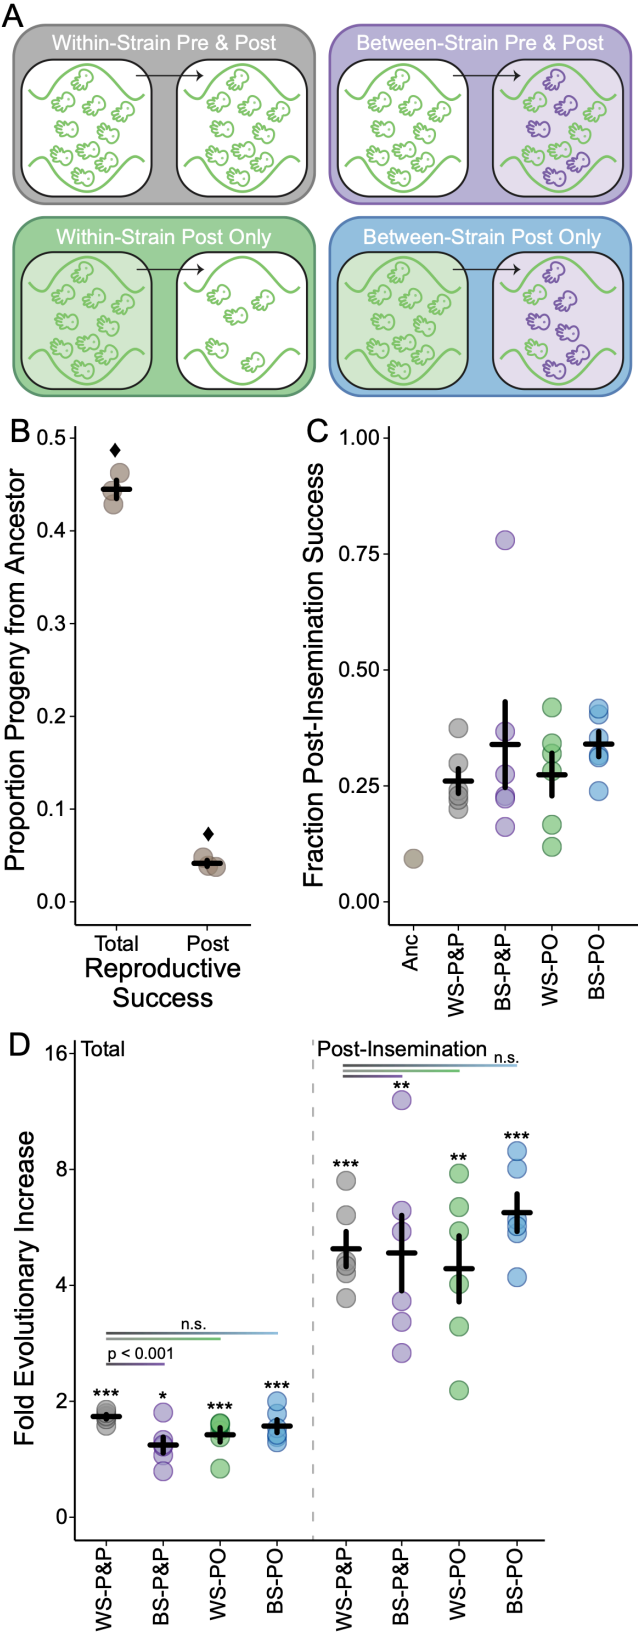 A
Within-Strain Pre & Post
Between-Strain Pre & Post
Within-Strain Post Only
Between-Strain Post Only
B
Proportion Progeny from Ancestor
0.5
0.4
0.3
0.2
0.1
0.0
Total
Post
Reproductive
Success
C
Fraction Post-Insemination Success
1.00
0.75
0.50
0.25
0.00
Anc
WS-P&P
BS-P&P
WS-PO
BS-PO
D
Fold Evolutionary Increase
16
8
4
2
0
Total
n.s.
p < 0.001
***
*
***
***
Post-Insemination
n.s.
***
**
**
***
WS-P&P
BS-P&P
WS-PO
BS-PO
WS-P&P
BS-P&P
WS-PO
BS-PO